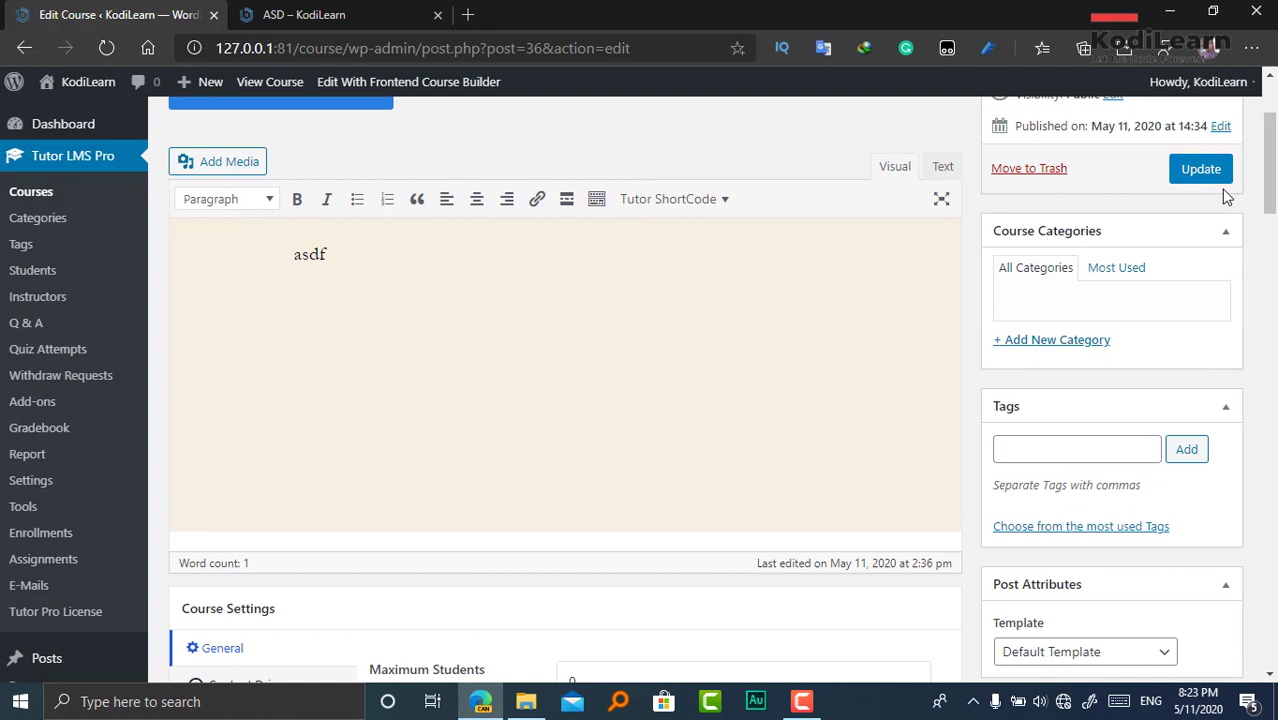 Edit Course ‹ KodiLearn — Word
ASD – KodiLearn
127.0.0.1:81/course/wp-admin/post.php?post=36&action=edit
KodiLearn
KodiLearn
0
New
View Course
Edit With Frontend Course Builder
Howdy, KodiLearn
Dashboard
Tutor LMS Pro
Courses
Categories
Tags
Students
Instructors
Q & A
Quiz Attempts
Withdraw Requests
Add-ons
Gradebook
Report
Settings
Tools
Enrollments
Assignments
E-Mails
Tutor Pro License
Posts
Add Media
Visual
Text
Paragraph
B
I
Tutor ShortCode
asdf
Word count: 1
Last edited on May 11, 2020 at 2:36 pm
Course Settings
General
Maximum Students
0
Visibility: Public Edit
Published on: May 11, 2020 at 14:34 Edit
Move to Trash
Update
Course Categories
All Categories
Most Used
+ Add New Category
Tags
Add
Separate Tags with commas
Choose from the most used Tags
Post Attributes
Template
Default Template
Type here to search
CAN
Au
ENG
8:23 PM
5/11/2020
5